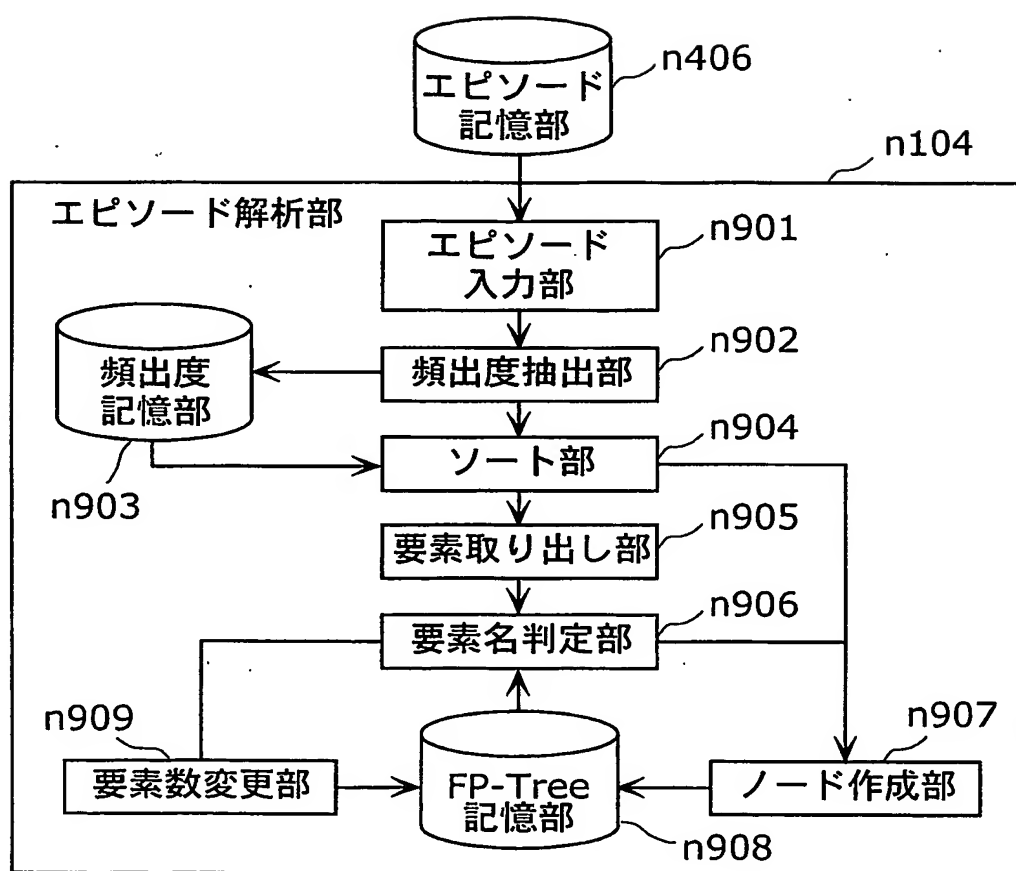 エピソード
記憶部
n406
n104
エピソード解析部
エピソード
入力部
n901
頻出度
記憶部
n903
頻出度抽出部
n902
ソート部
n904
要素取り出し部
n905
要素名判定部
n906
n909
要素数変更部
FP-Tree
記憶部
n908
n907
ノード作成部